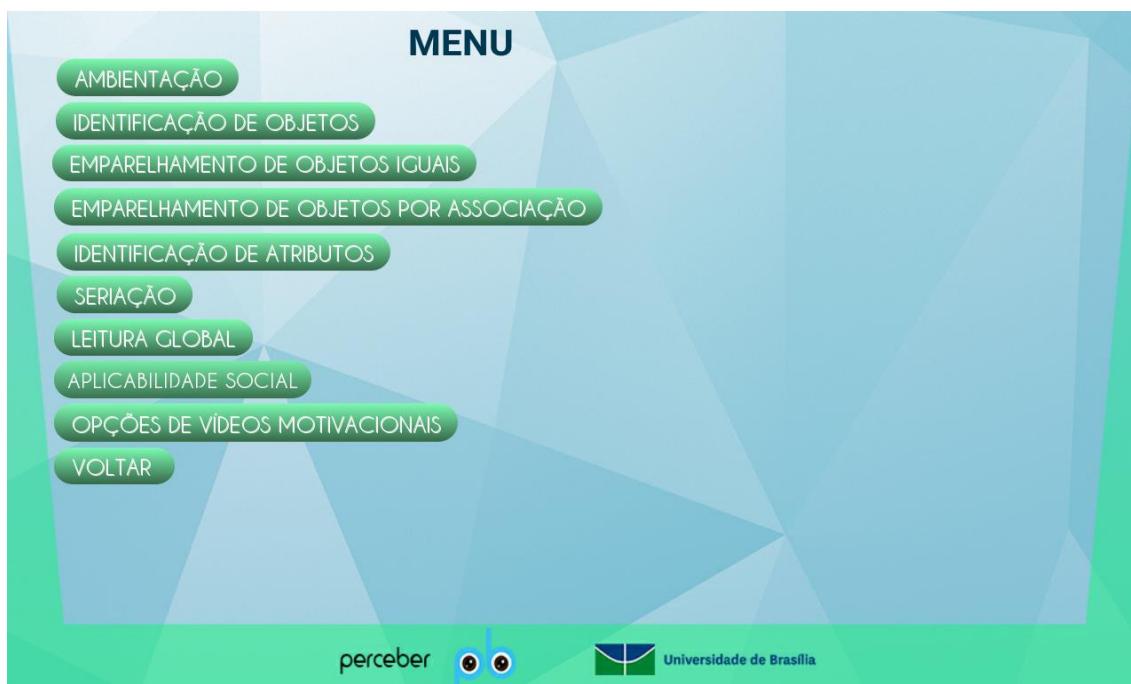 MENU
AMBIENTAÇÃO
IDENTIFICAÇÃO DE OBJETOS
EMPARELHAMENTO DE OBJETOS IGUAIS
EMPARELHAMENTO DE OBJETOS POR ASSOCIAÇÃO
IDENTIFICAÇÃO DE ATRIBUTOS
SERIAÇÃO
LEITURA GLOBAL
APLICABILIDADE SOCIAL
OPÇÕES DE VÍDEOS MOTIVACIONAIS
VOLTAR
perceber pb Universidade de Brasília